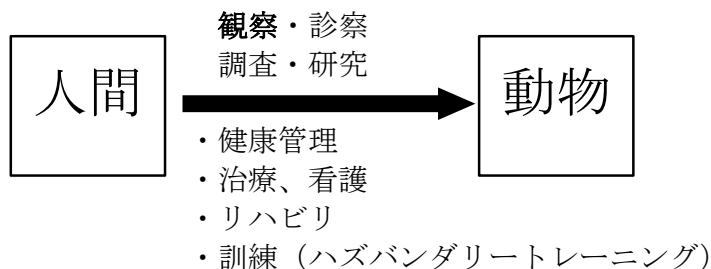 観察・診察
調査・研究
人間
動物
・健康管理
・治療、看護
・リハビリ
・訓練（ハズバンダリートレーニング）